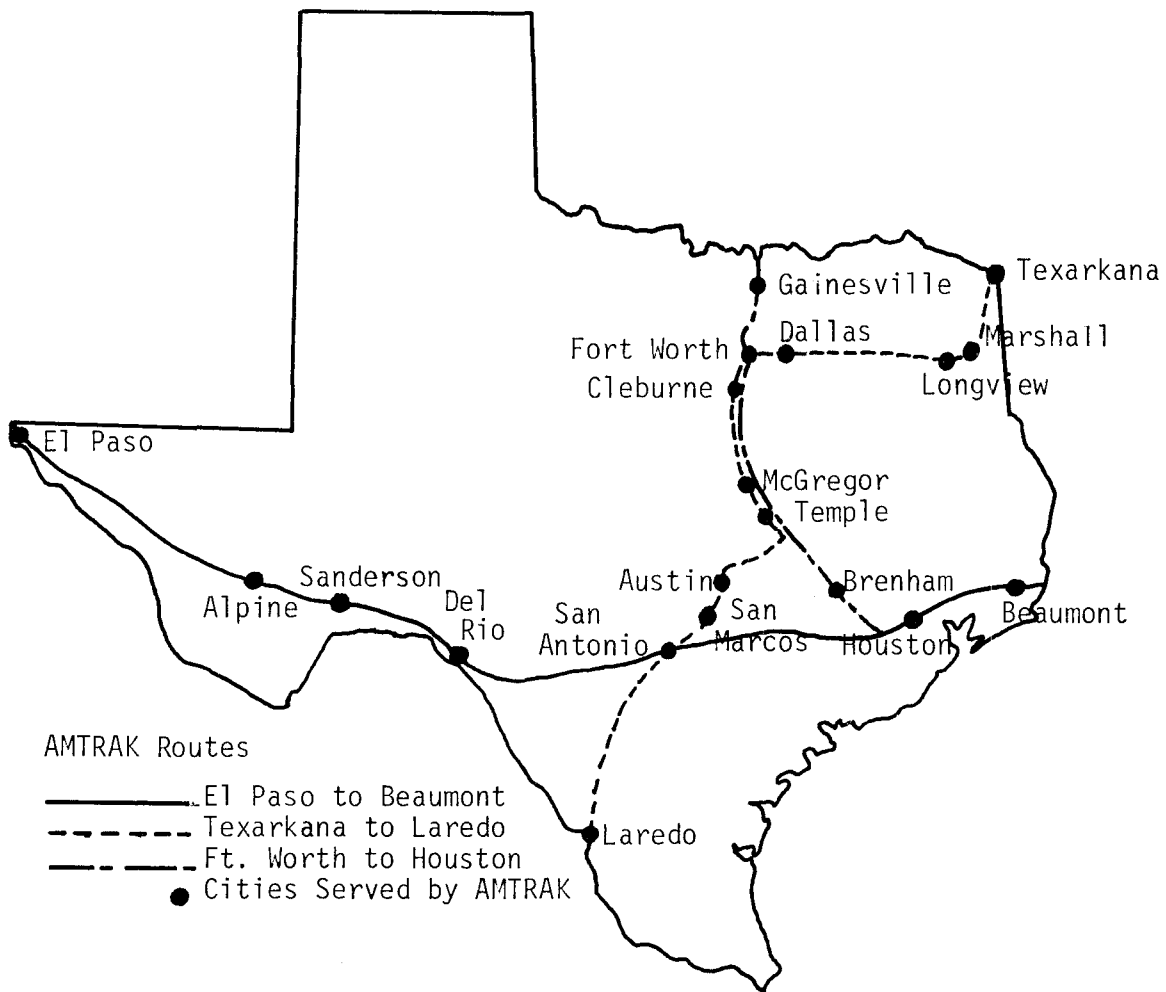 Texarkana
Gainesville
Dallas
Marshall
Fort Worth
Longview
Cleburne
El Paso
McGregor
Temple
Sanderson
Austin
Brenham
Alpine
Del
Rio
San
Antonio
San
Marcos
Houston
Beaumont
AMTRAK Routes
El Paso to Beaumont
Texarkana to Laredo
Ft. Worth to Houston
Cities Served by AMTRAK
Laredo